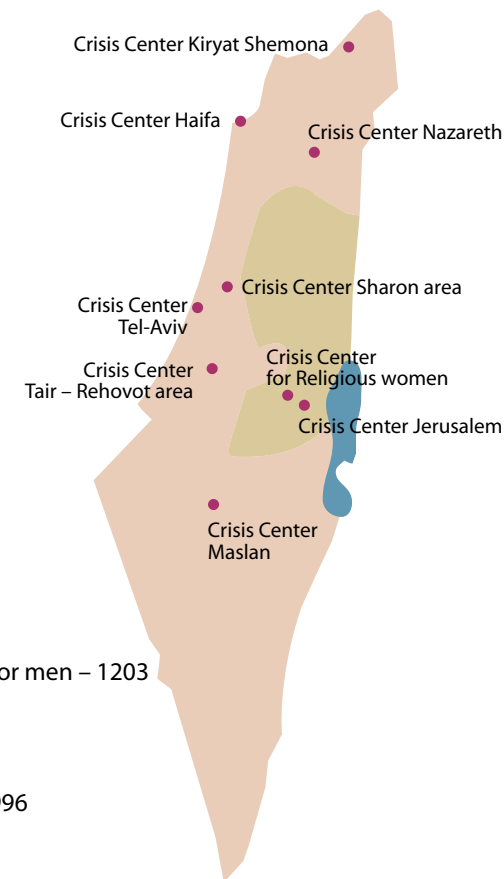 Crisis Center Kiryat Shemona
Crisis Center Haifa
Crisis Center Nazareth
Crisis Center Sharon area
Crisis Center
Tel-Aviv
Crisis Center
for Religious women
Crisis Center
Tair – Rehovot area
Crisis Center Jerusalem
Crisis Center
Maslan
or men – 1203
96